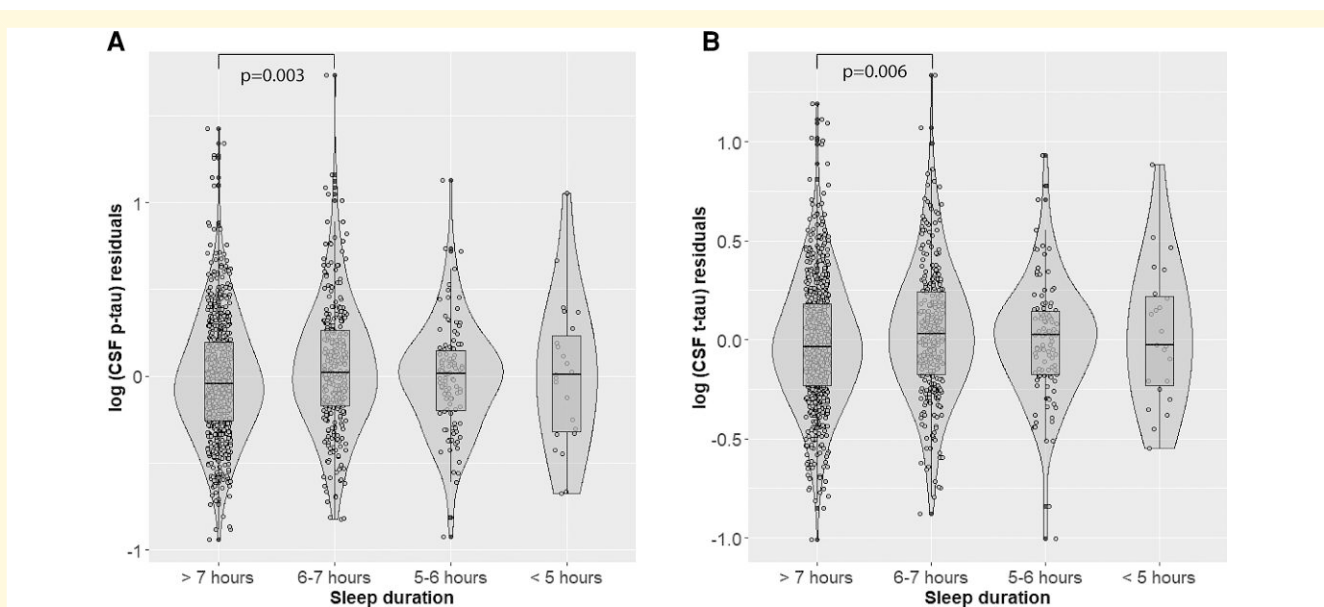 A
p=0.003
log (CSF p-tau) residuals
1
0
-1
> 7 hours
6-7 hours
5-6 hours
< 5 hours
Sleep duration
B
p=0.006
log (CSF t-tau) residuals
1.0
0.5
0.0
-0.5
-1.0
> 7 hours
6-7 hours
5-6 hours
< 5 hours
Sleep duration